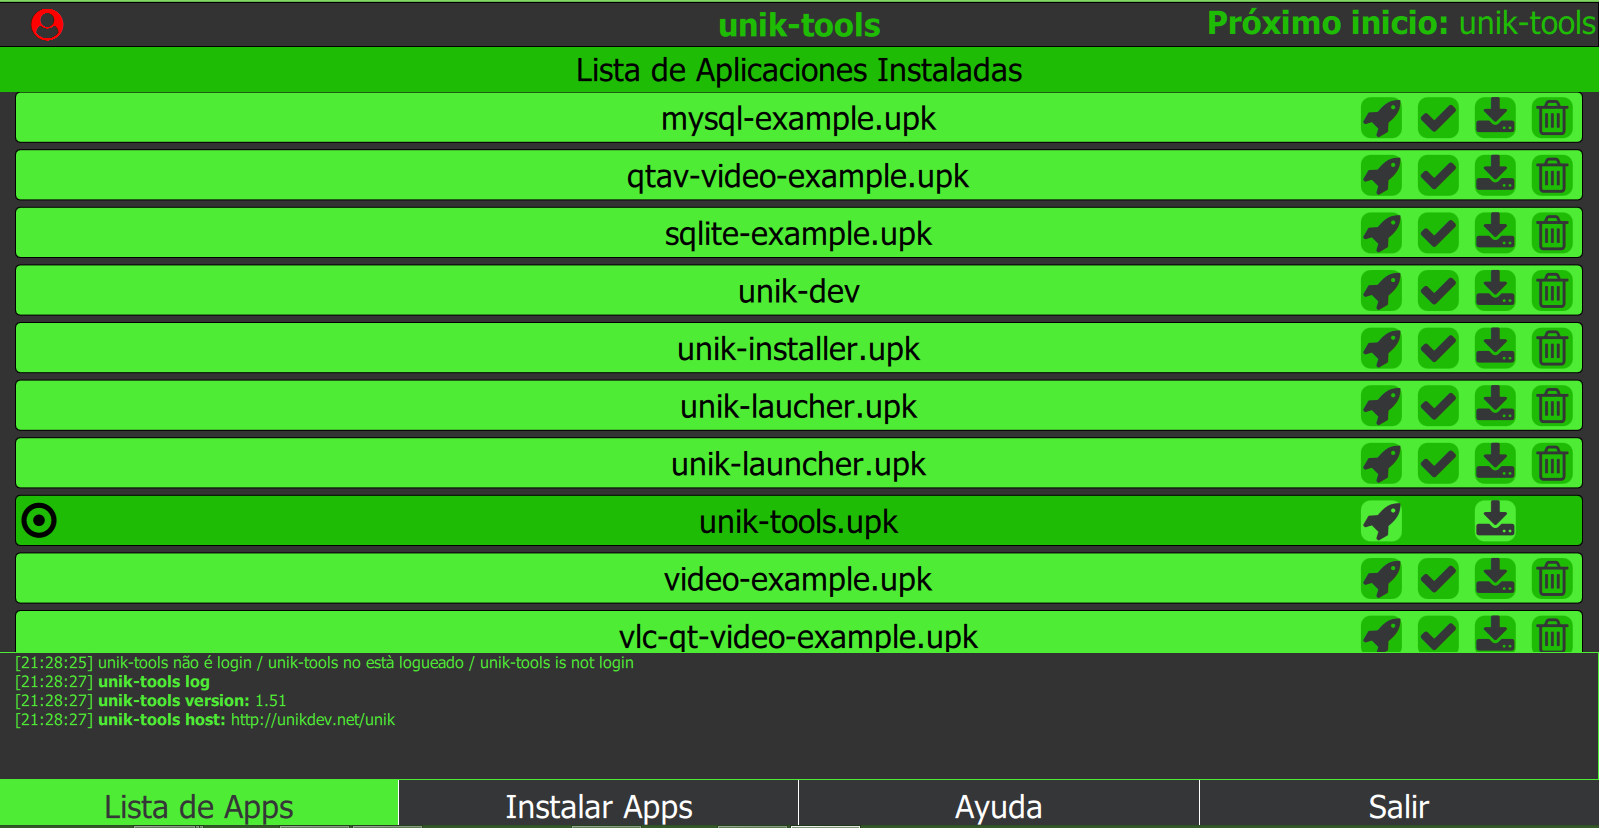 unik-tools
Próximo inicio: unik-tools
Lista de Aplicaciones Instaladas
mysql-example.upk
qtav-video-example.upk
sqlite-example.upk
unik-dev
unik-installer.upk
unik-laucher.upk
unik-launcher.upk
unik-tools.upk
video-example.upk
vlc-qt-video-example.upk
[21:28:25] unik-tools não é login / unik-tools no està logueado / unik-tools is not login
[21:28:27] unik-tools log
[21:28:27] unik-tools version: 1.51
[21:28:27] unik-tools host: http://unikdev.net/unik
Lista de Apps
Instalar Apps
Ayuda
Salir